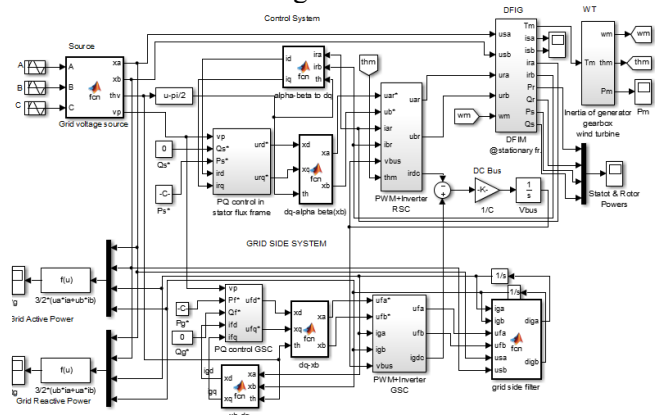 Control System
DFIG
WT
Source
A
B
C
A
B
C
fcn
xa
xb
thv
vp
Grid voltage source
u-pi/2
id
iq
fcn
ira
irb
th
alpha-beta to dq
thm
uar*
ub*
iar
ibr
vbus
thm
uar
ubr
irdo
PWM+Inverter
RSC
usa
usb
ura
urb
wm
Tm
isa
isb
ira
irb
Pr
Qr
Ps
Qs
DFIM
@stationary fr.
wm
Tm
wm
thm
Pm
Inertia of generator
gearbox
wind turbine
wm
thm
Pm
0
Qs*
-C-
Ps*
vp
Qs*
Ps*
ird
irq
urd*
urq*
PQ control in
stator flux frame
xd
xq
th
fcn
xa
xb
dq-alpha beta(xb)
DC Bus
-K-
1/C
1
s
Vbus
Statot & Rotor
Powers
GRID SIDE SYSTEM
f(u)
3/2*(ua*ia+ub*ib)
Grid Active Power
f(u)
3/2*(ub*ia+ua*ib)
Grid Reactive Power
-C-
Pg*
0
Qg*
vp
Pf*
Qf*
ifd
ifq
ufd*
ufq*
PQ control GSC
xd
xq
th
fcn
xa
xb
dq-xb
ufa*
ufb*
iga
igb
vbus
ufa
ufb
igdo
PWM+Inverter
GSC
1/s
1/s
iga
igb
ufa
ufb
usa
usb
diga
digb
fcn
grid side filter
igd
xd
xq
fcn
xa
xb
th